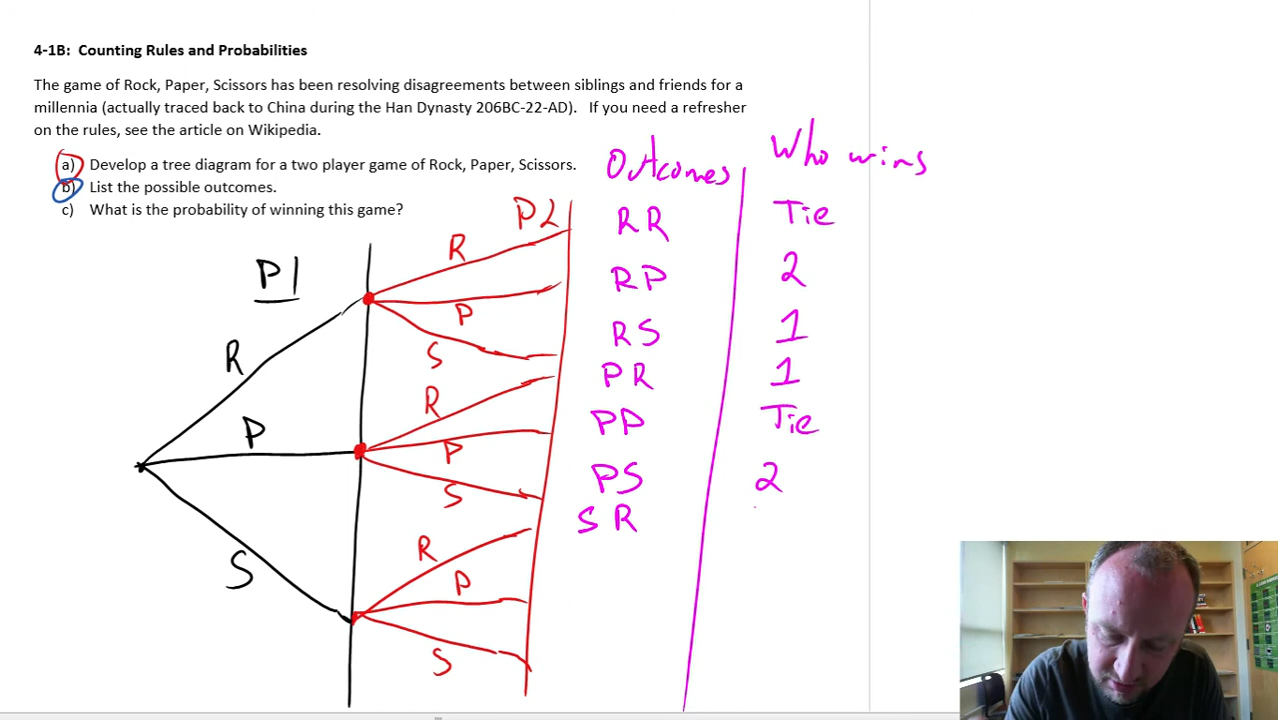 4-1B: Counting Rules and Probabilities
The game of Rock, Paper, Scissors has been resolving disagreements between siblings and friends for a
millennia (actually traced back to China during the Han Dynasty 206BC-22-AD). If you need a refresher
on the rules, see the article on Wikipedia.
a) Develop a tree diagram for a two player game of Rock, Paper, Scissors.
b) List the possible outcomes.
c) What is the probability of winning this game?
Outcomes Who wins
P1 P2
R P S
R P S
R P S
R P S
RR Tie
RP 2
RS 1
PR 1
PP Tie
PS 2
SR